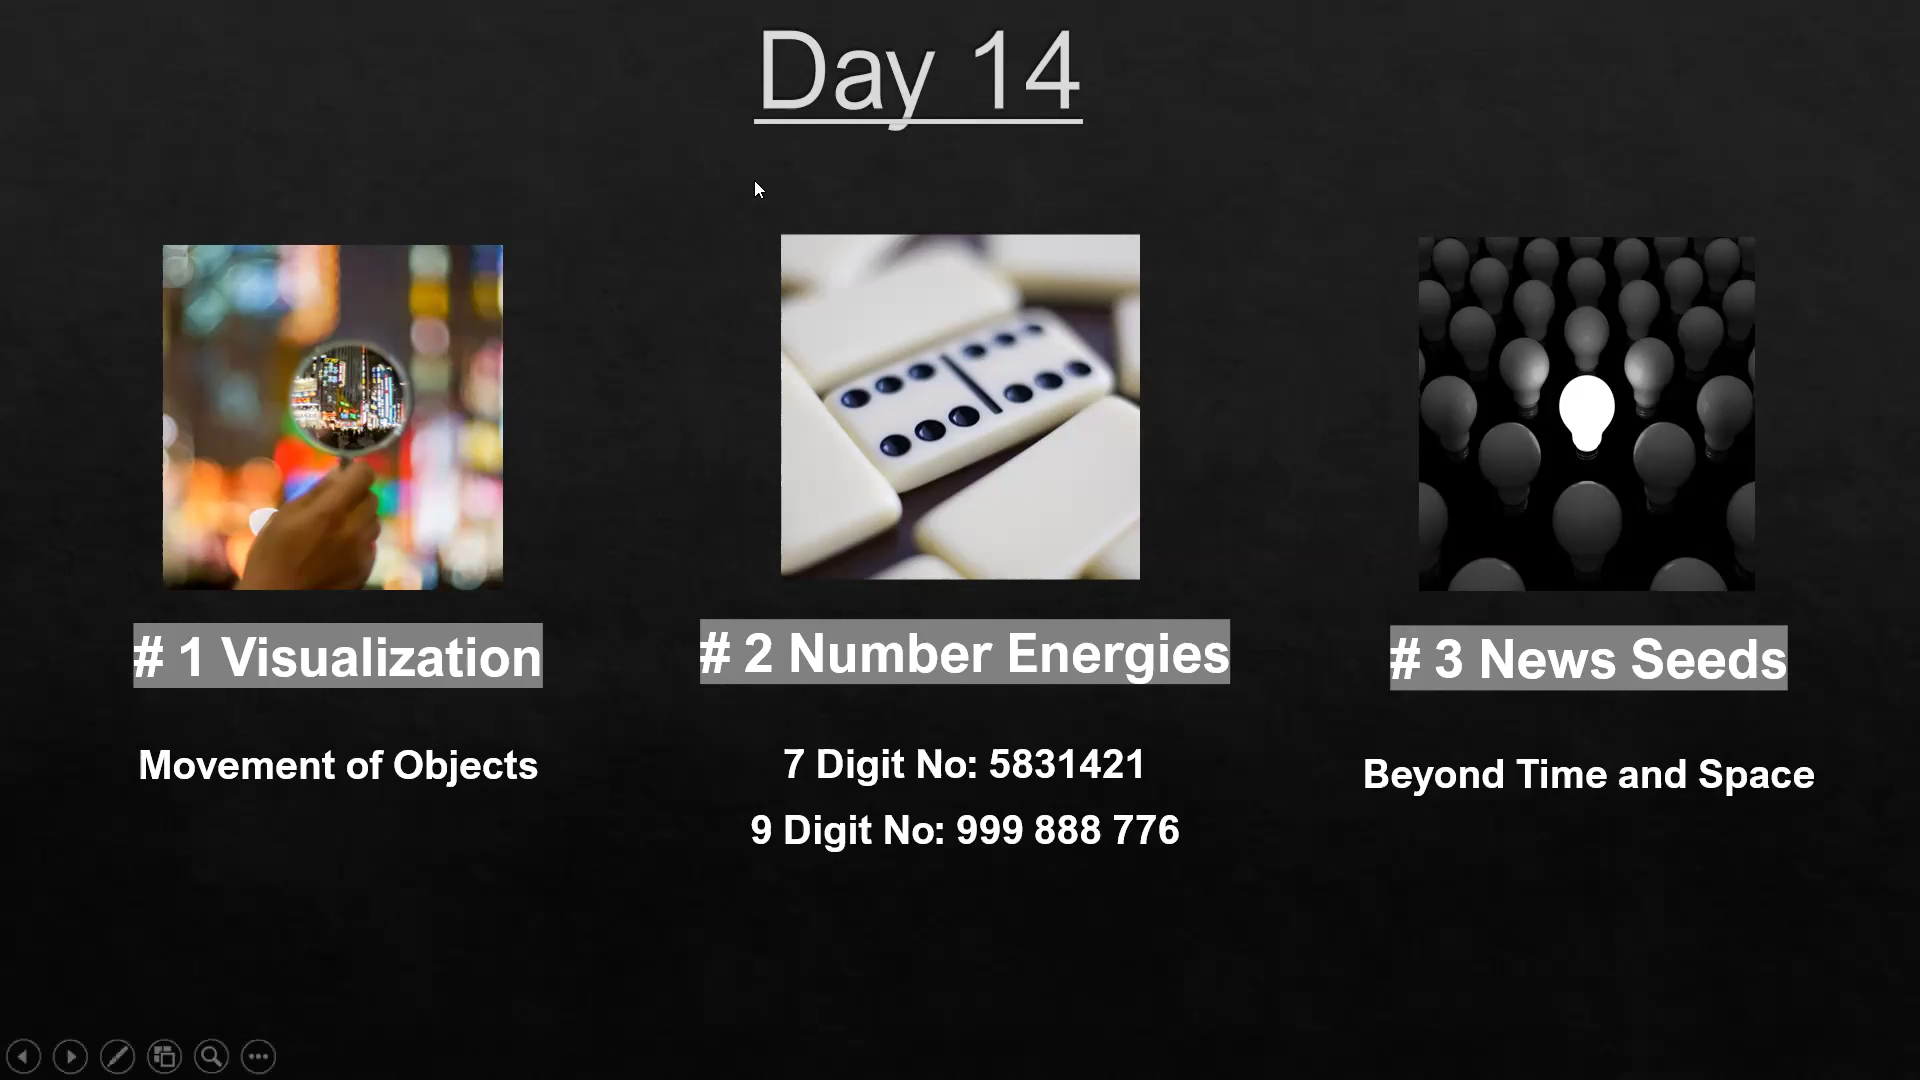 Day 14
# 1 Visualization
# 2 Number Energies
# 3 News Seeds
Movement of Objects
7 Digit No: 5831421
9 Digit No: 999 888 776
Beyond Time and Space